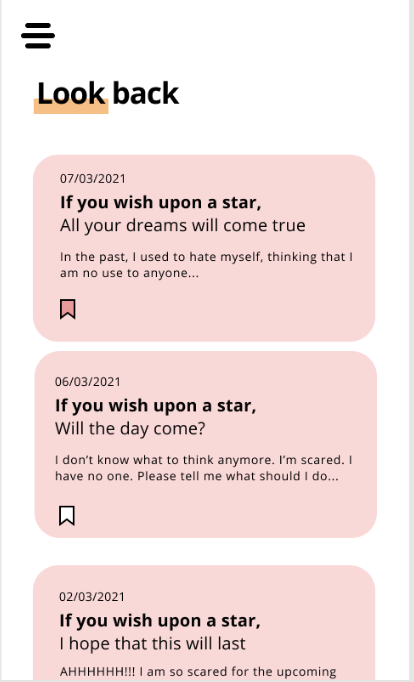 Look back
07/03/2021
If you wish upon a star,
All your dreams will come true
In the past, I used to hate myself, thinking that I
am no use to anyone...
06/03/2021
If you wish upon a star,
Will the day come?
I don’t know what to think anymore. I’m scared. I
have no one. Please tell me what should I do...
02/03/2021
If you wish upon a star,
I hope that this will last
AHHHHHH!!! I am so scared for the upcoming